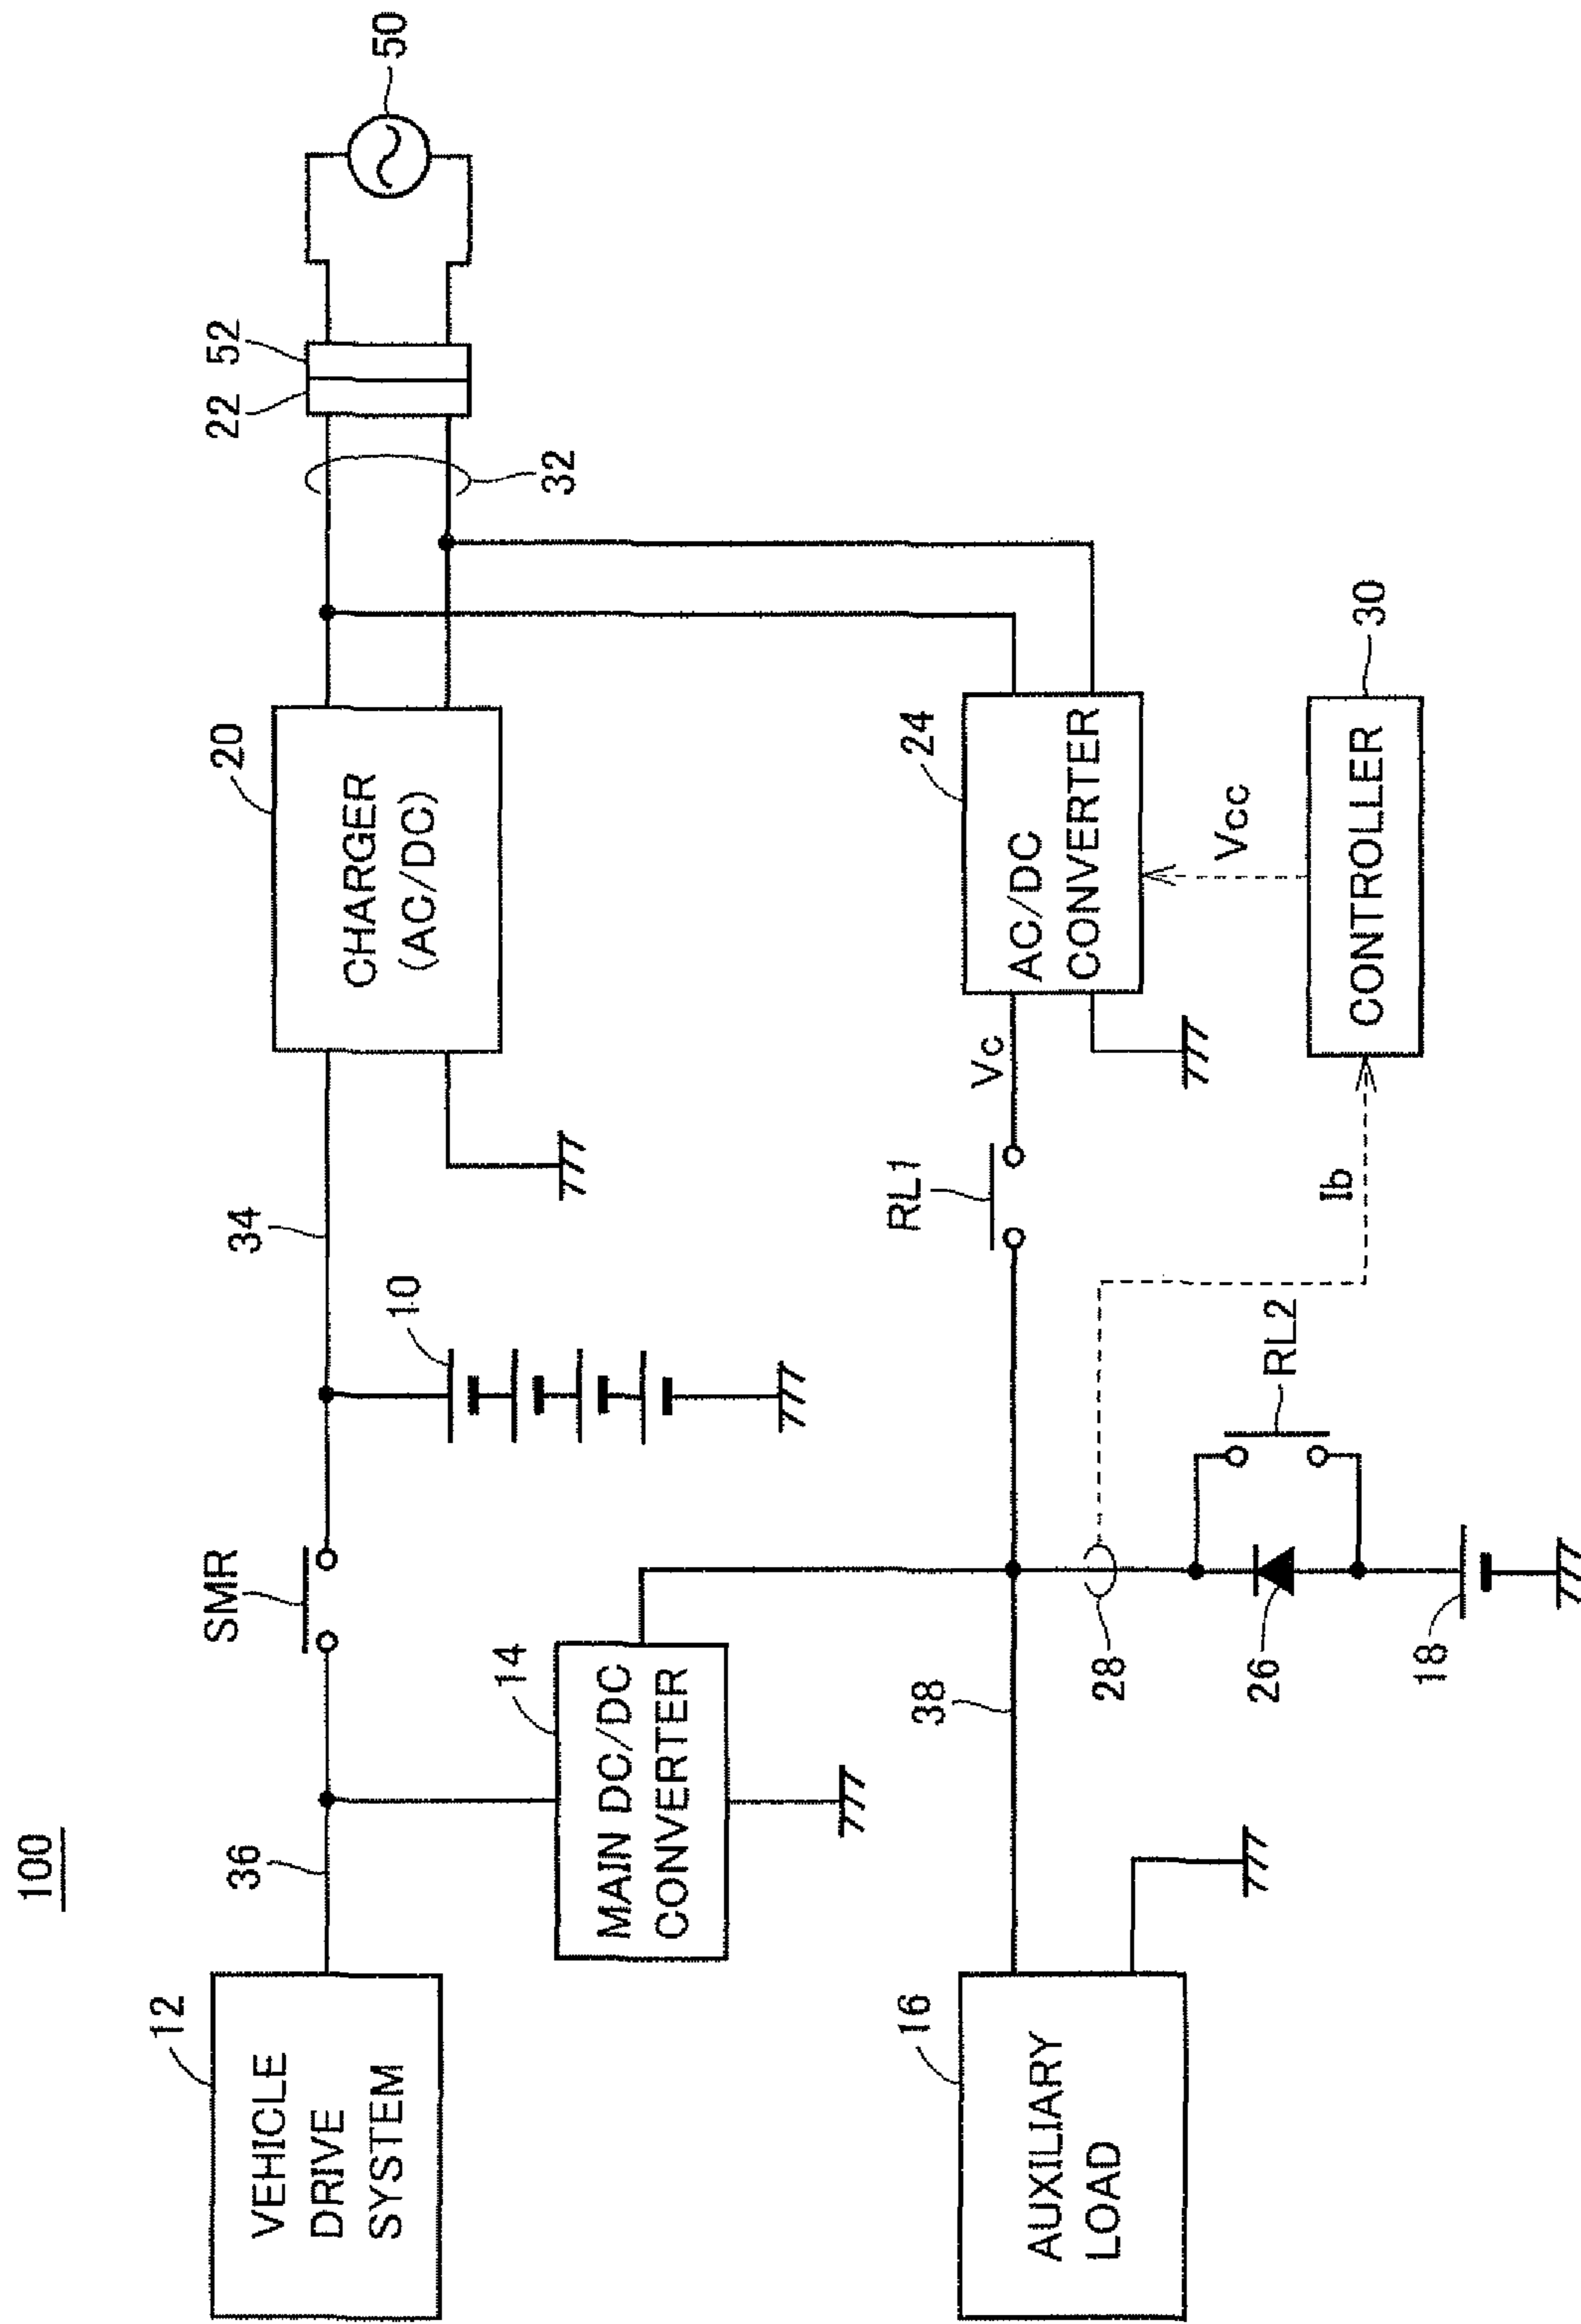 100
12
VEHICLE
DRIVE
SYSTEM
36
SMR
34
20
CHARGER
(AC/DC)
22
52
50
32
10
14
MAIN DC/DC
CONVERTER
16
AUXILIARY
LOAD
38
RL1
Vc
24
AC/DC
CONVERTER
28
26
18
RL2
Ib
Vcc
30
CONTROLLER